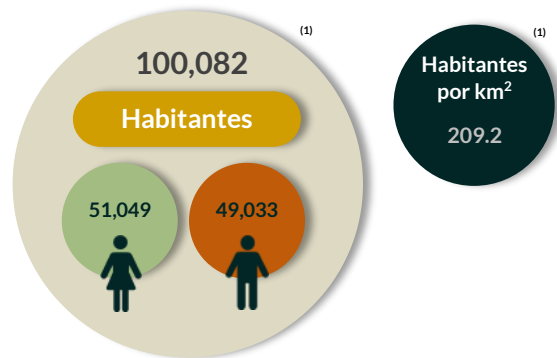 (1)
100,082
Habitantes
51,049
49,033
(1)
Habitantes
por km²
209.2